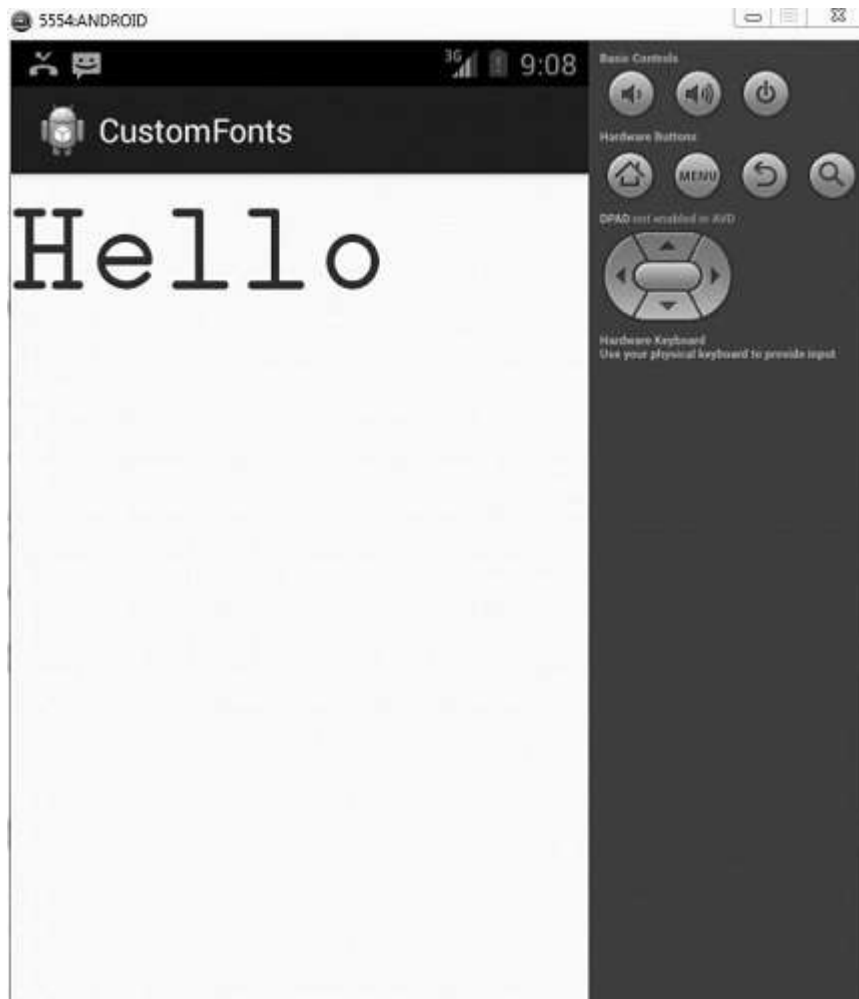 5554:ANDROID
3G 9:08
CustomFonts
Hello
Basic Controls
Hardware Buttons
MENU
DPAD not enabled in AVD
Hardware Keyboard
Use your physical keyboard to provide input